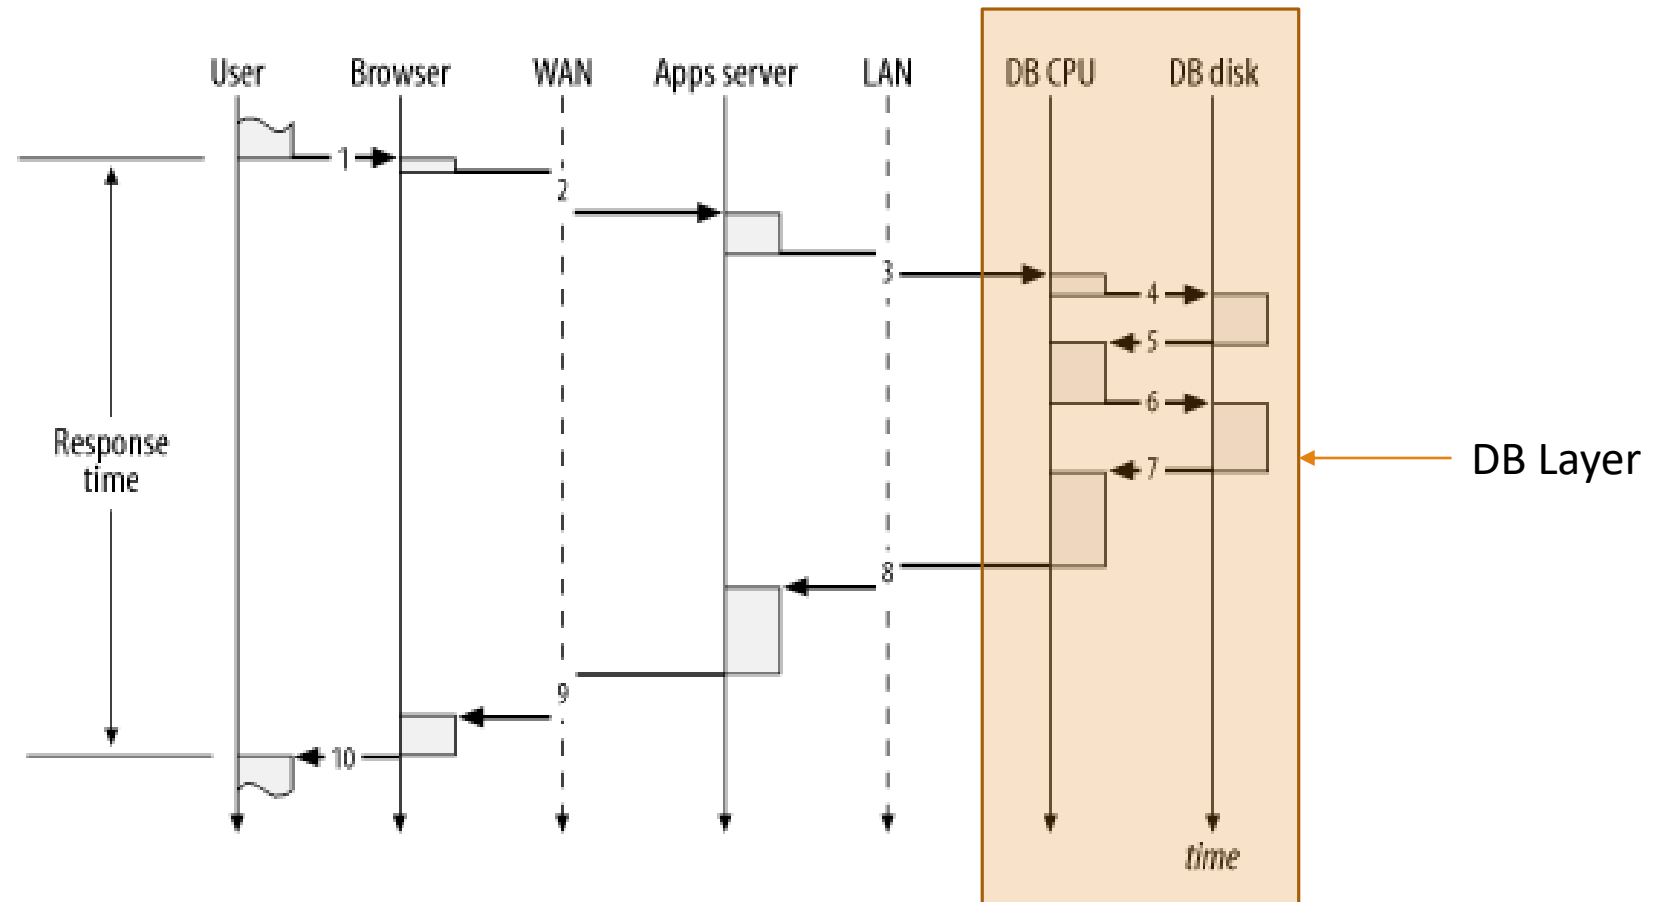 User
Browser
WAN
Apps server
LAN
DB CPU
DB disk
1
2
3
4
5
6
Response
time
7
DB Layer
8
9
10
time